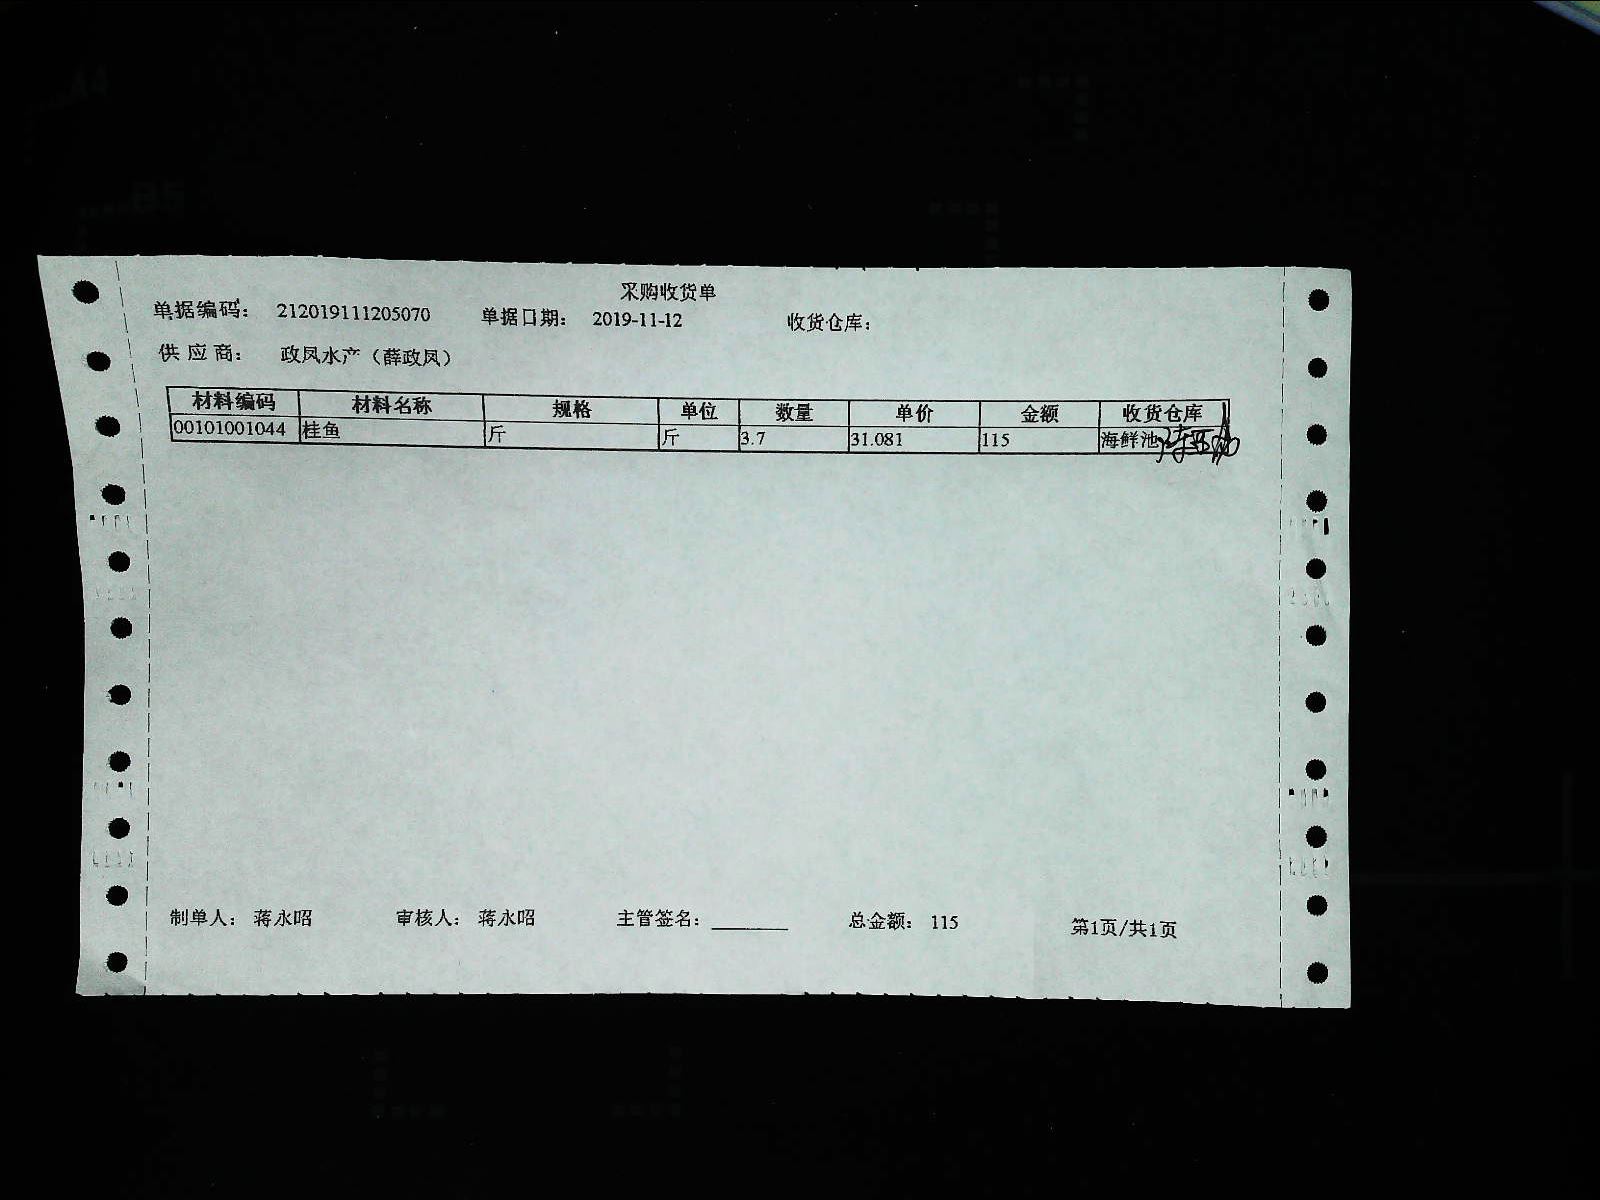 采购收货单
单据编码： 212019111205070 单据日期： 2019-11-12 收货仓库：
供 应 商： 政凤水产（薛政凤）
材料编码 材料名称 规格 单位 数量 单价 金额 收货仓库
00101001044 桂鱼 斤 斤 3.7 31.081 115 海鲜池
制单人： 蒋永昭 审核人： 蒋永昭 主管签名： 总金额： 115 第1页/共1页